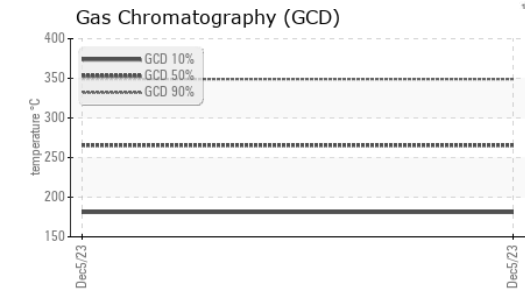 Gas Chromatography (GCD)
400
GCD 10%
GCD 50%
GCD 90%
350
300
250
200
150
temperature °C
Dec5/23
Dec5/23